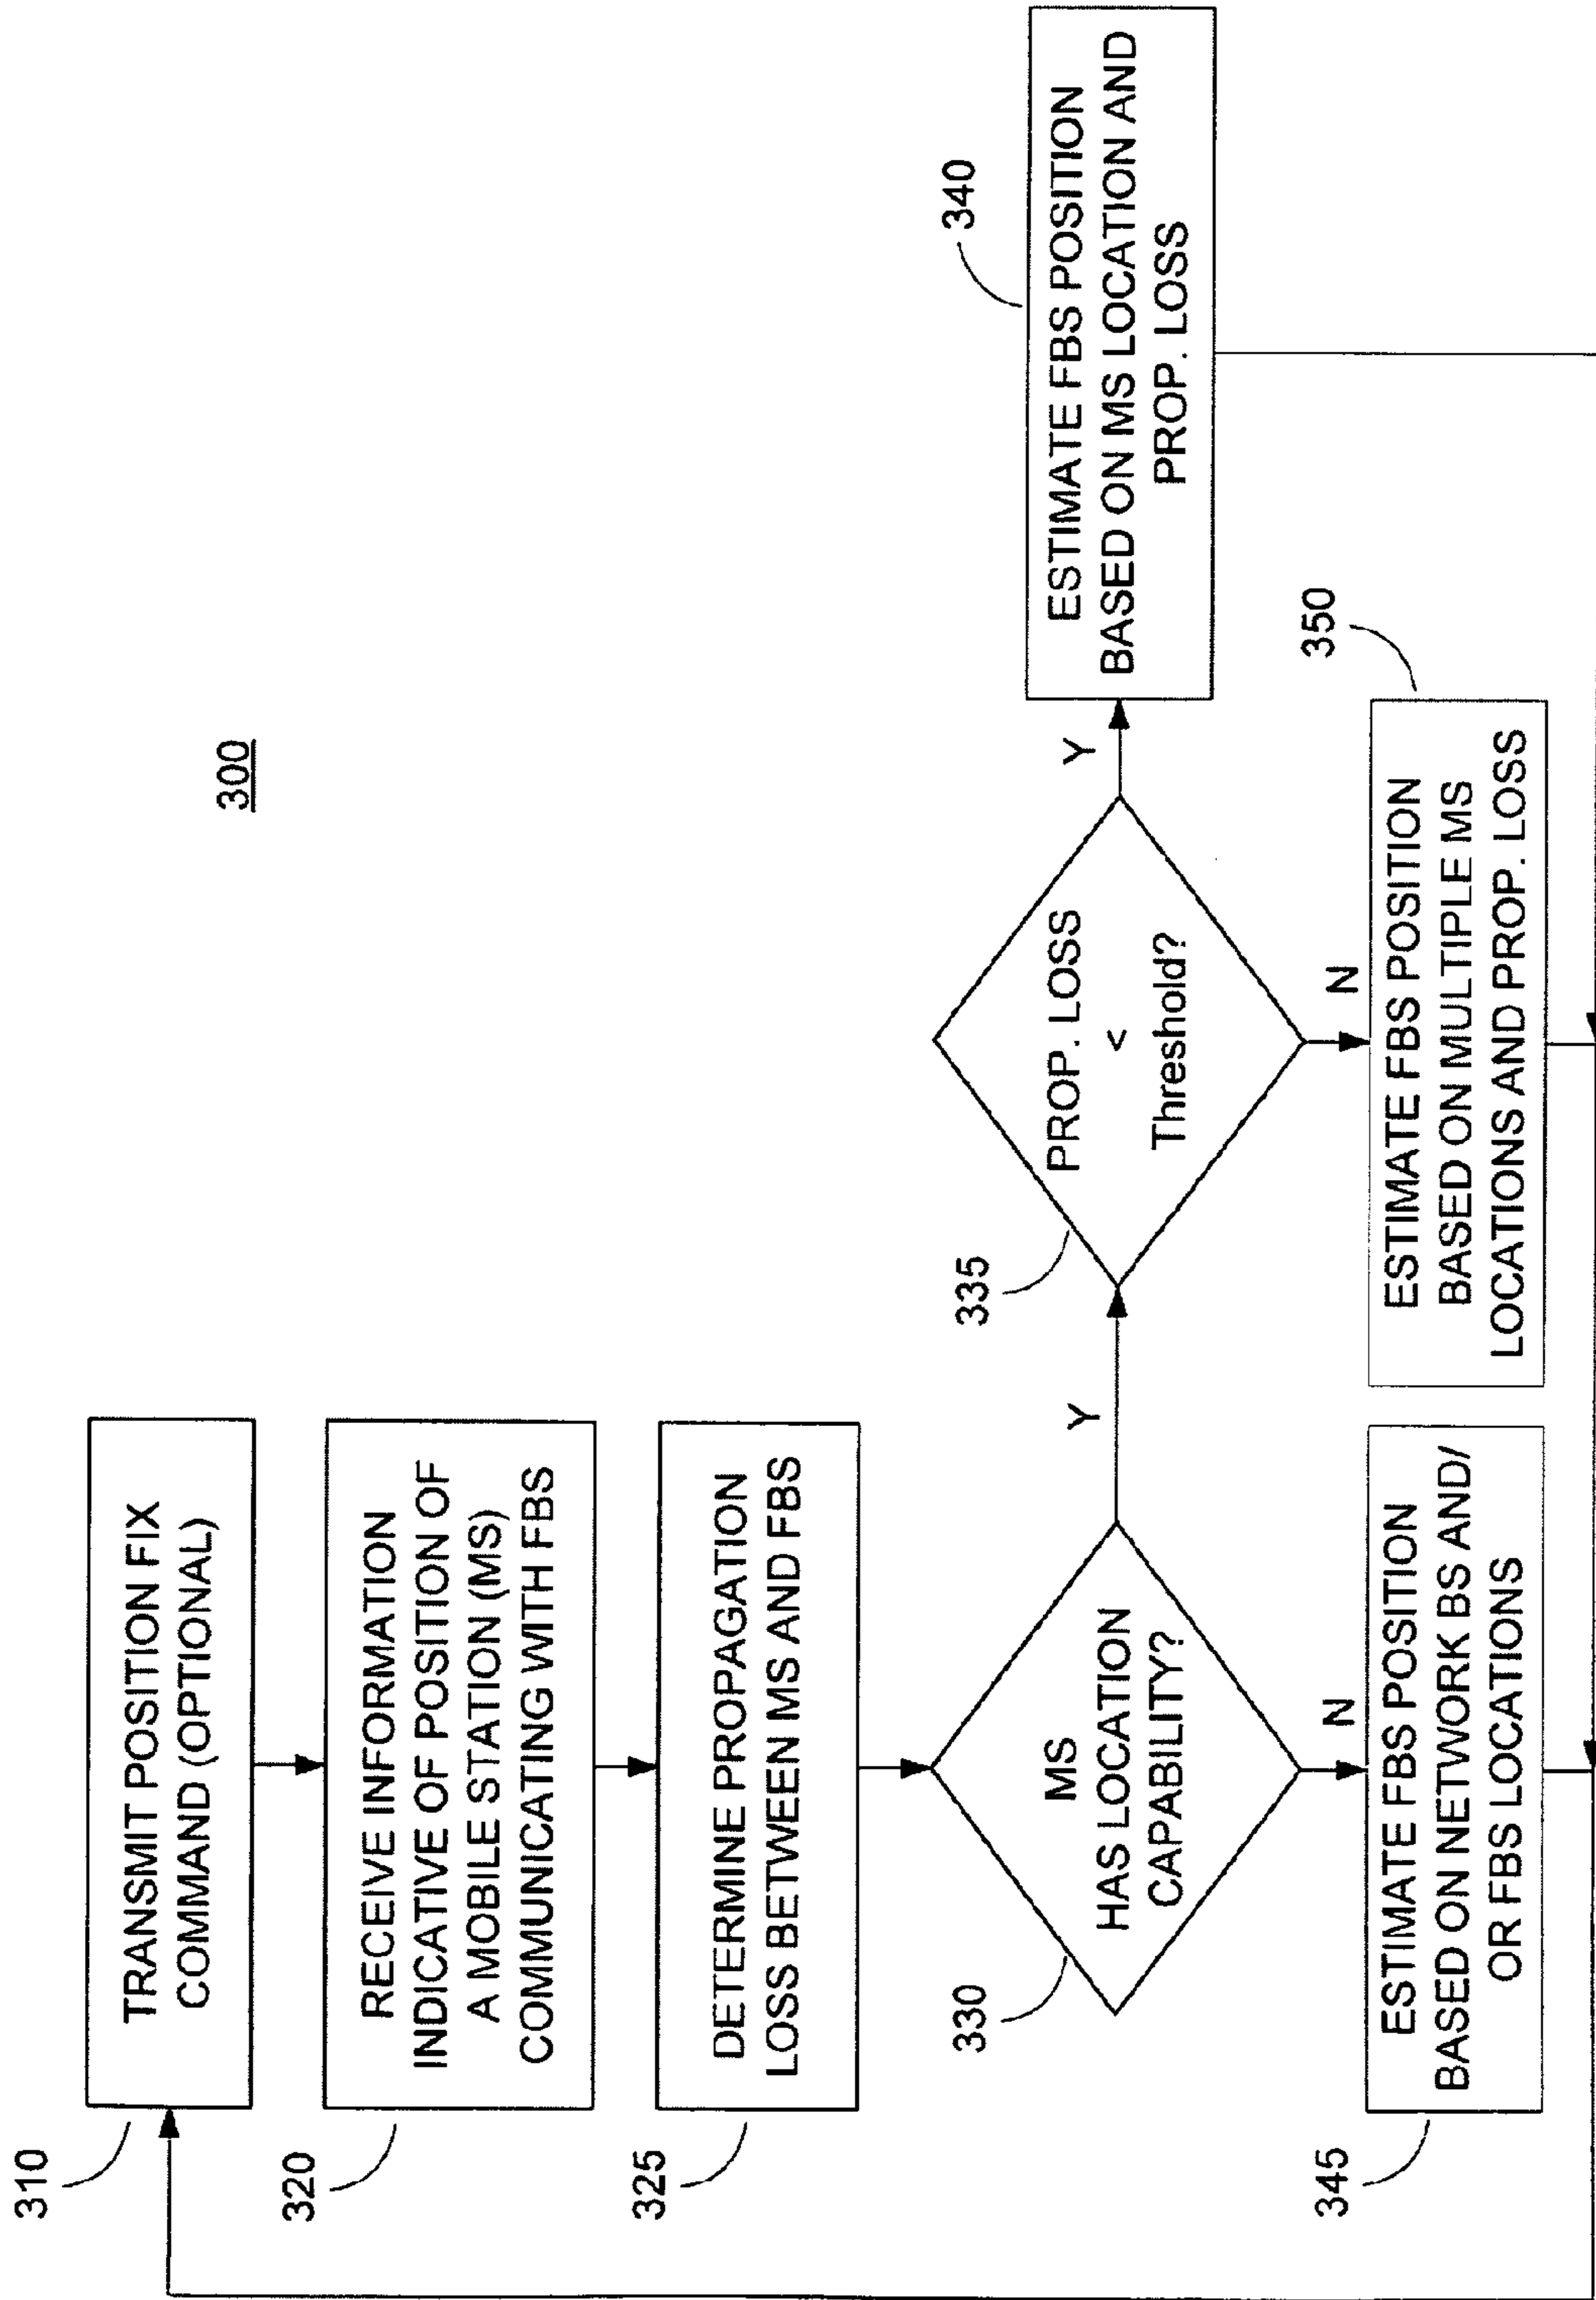 300
310
TRANSMIT POSITION FIX
COMMAND (OPTIONAL)
320
RECEIVE INFORMATION
INDICATIVE OF POSITION OF
A MOBILE STATION (MS)
COMMUNICATING WITH FBS
325
DETERMINE PROPAGATION
LOSS BETWEEN MS AND FBS
330
MS
HAS LOCATION
CAPABILITY?
Y
N
335
PROP. LOSS
<
Threshold?
Y
N
340
ESTIMATE FBS POSITION
BASED ON MS LOCATION AND
PROP. LOSS
345
ESTIMATE FBS POSITION
BASED ON NETWORK BS AND/
OR FBS LOCATIONS
350
ESTIMATE FBS POSITION
BASED ON MULTIPLE MS
LOCATIONS AND PROP. LOSS